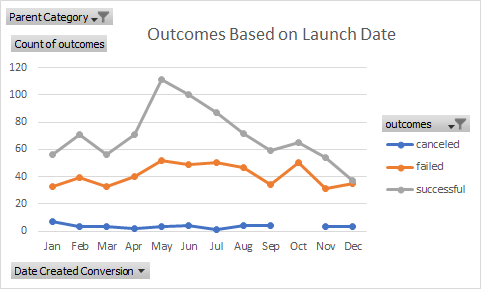 Parent Category
Outcomes Based on Launch Date
Count of outcomes
120
100
80
60
40
20
0
Jan Feb Mar Apr May Jun Jul Aug Sep Oct Nov Dec
outcomes
canceled
failed
successful
Date Created Conversion